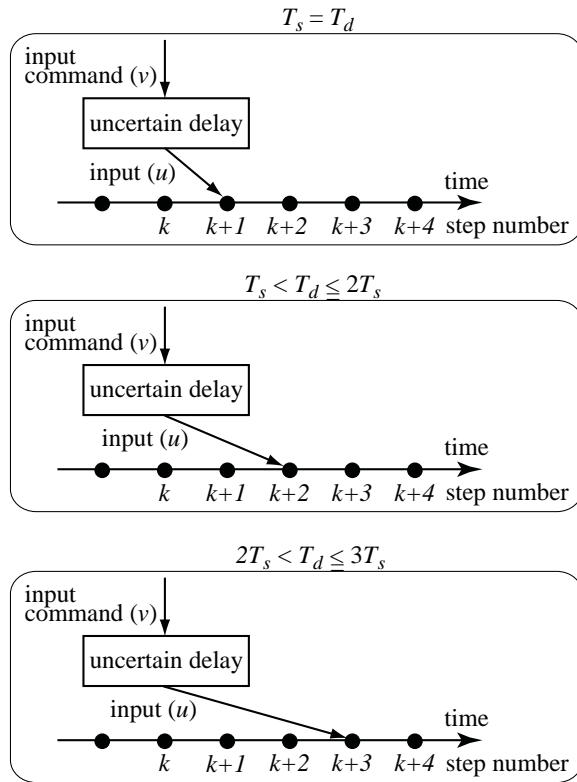 T_s = T_d
input
command (v)
uncertain delay
input (u)
time
k k+1 k+2 k+3 k+4 step number
T_s < T_d ≦ 2T_s
input
command (v)
uncertain delay
input (u)
time
k k+1 k+2 k+3 k+4 step number
2T_s < T_d ≦ 3T_s
input
command (v)
uncertain delay
input (u)
time
k k+1 k+2 k+3 k+4 step number